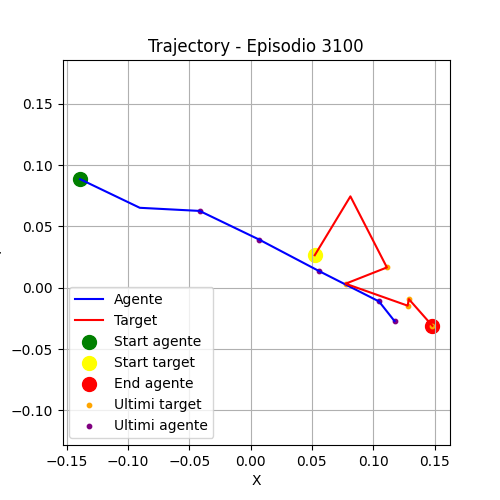 Trajectory - Episodio 3100
0.15
0.10
0.05
0.00
−0.05
−0.10
Agente
Target
Start agente
Start target
End agente
Ultimi target
Ultimi agente
−0.15
−0.10
−0.05
0.00
0.05
0.10
0.15
X